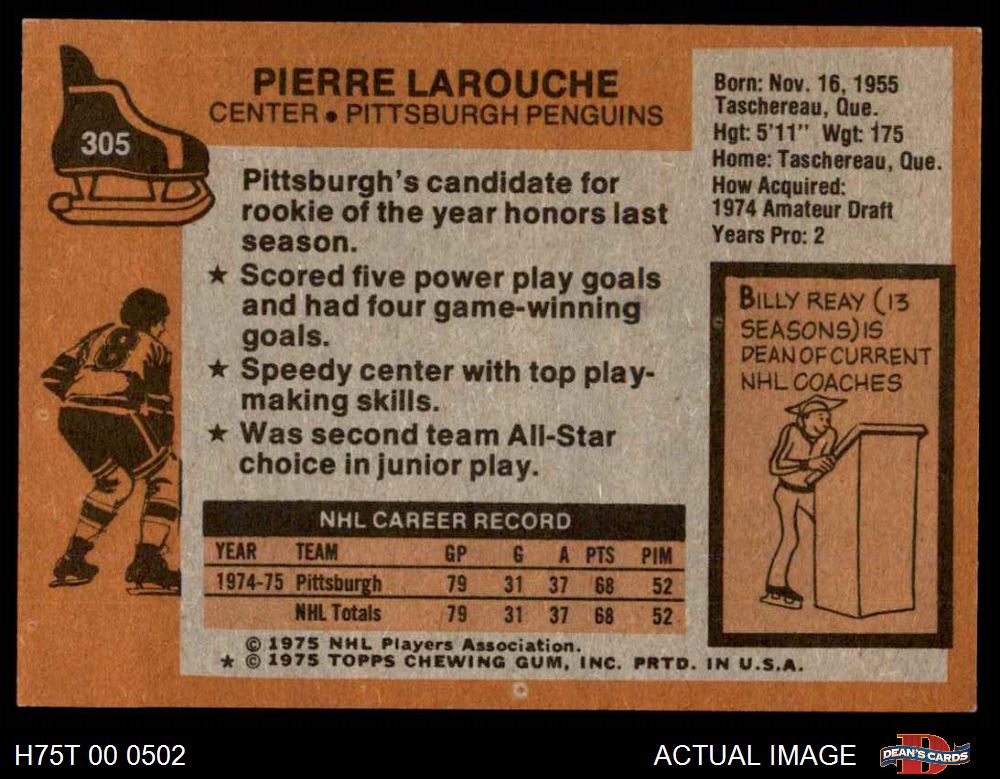 305
PIERRE LAROUCHE
CENTER • PITTSBURGH PENGUINS
Pittsburgh's candidate for
rookie of the year honors last
season.
★ Scored five power play goals
and had four game-winning
goals.
★ Speedy center with top play-
making skills.
★ Was second team All-Star
choice in junior play.
Born: Nov. 16, 1955
Taschereau, Que.
Hgt: 5'11" Wgt: 175
Home: Taschereau, Que.
How Acquired:
1974 Amateur Draft
Years Pro: 2
8
BILLY REAY (13
SEASONS) IS
DEAN OF CURRENT
NHL COACHES
NHL CAREER RECORD
YEAR TEAM GP G A PTS PIM
1974-75 Pittsburgh 79 31 37 68 52
NHL Totals 79 31 37 68 52
© 1975 NHL Players Association.
★ © 1975 TOPPS CHEWING GUM, INC. PRTD. IN U.S.A.
H75T 00 0502
ACTUAL IMAGE
D
DEAN'S CARDS